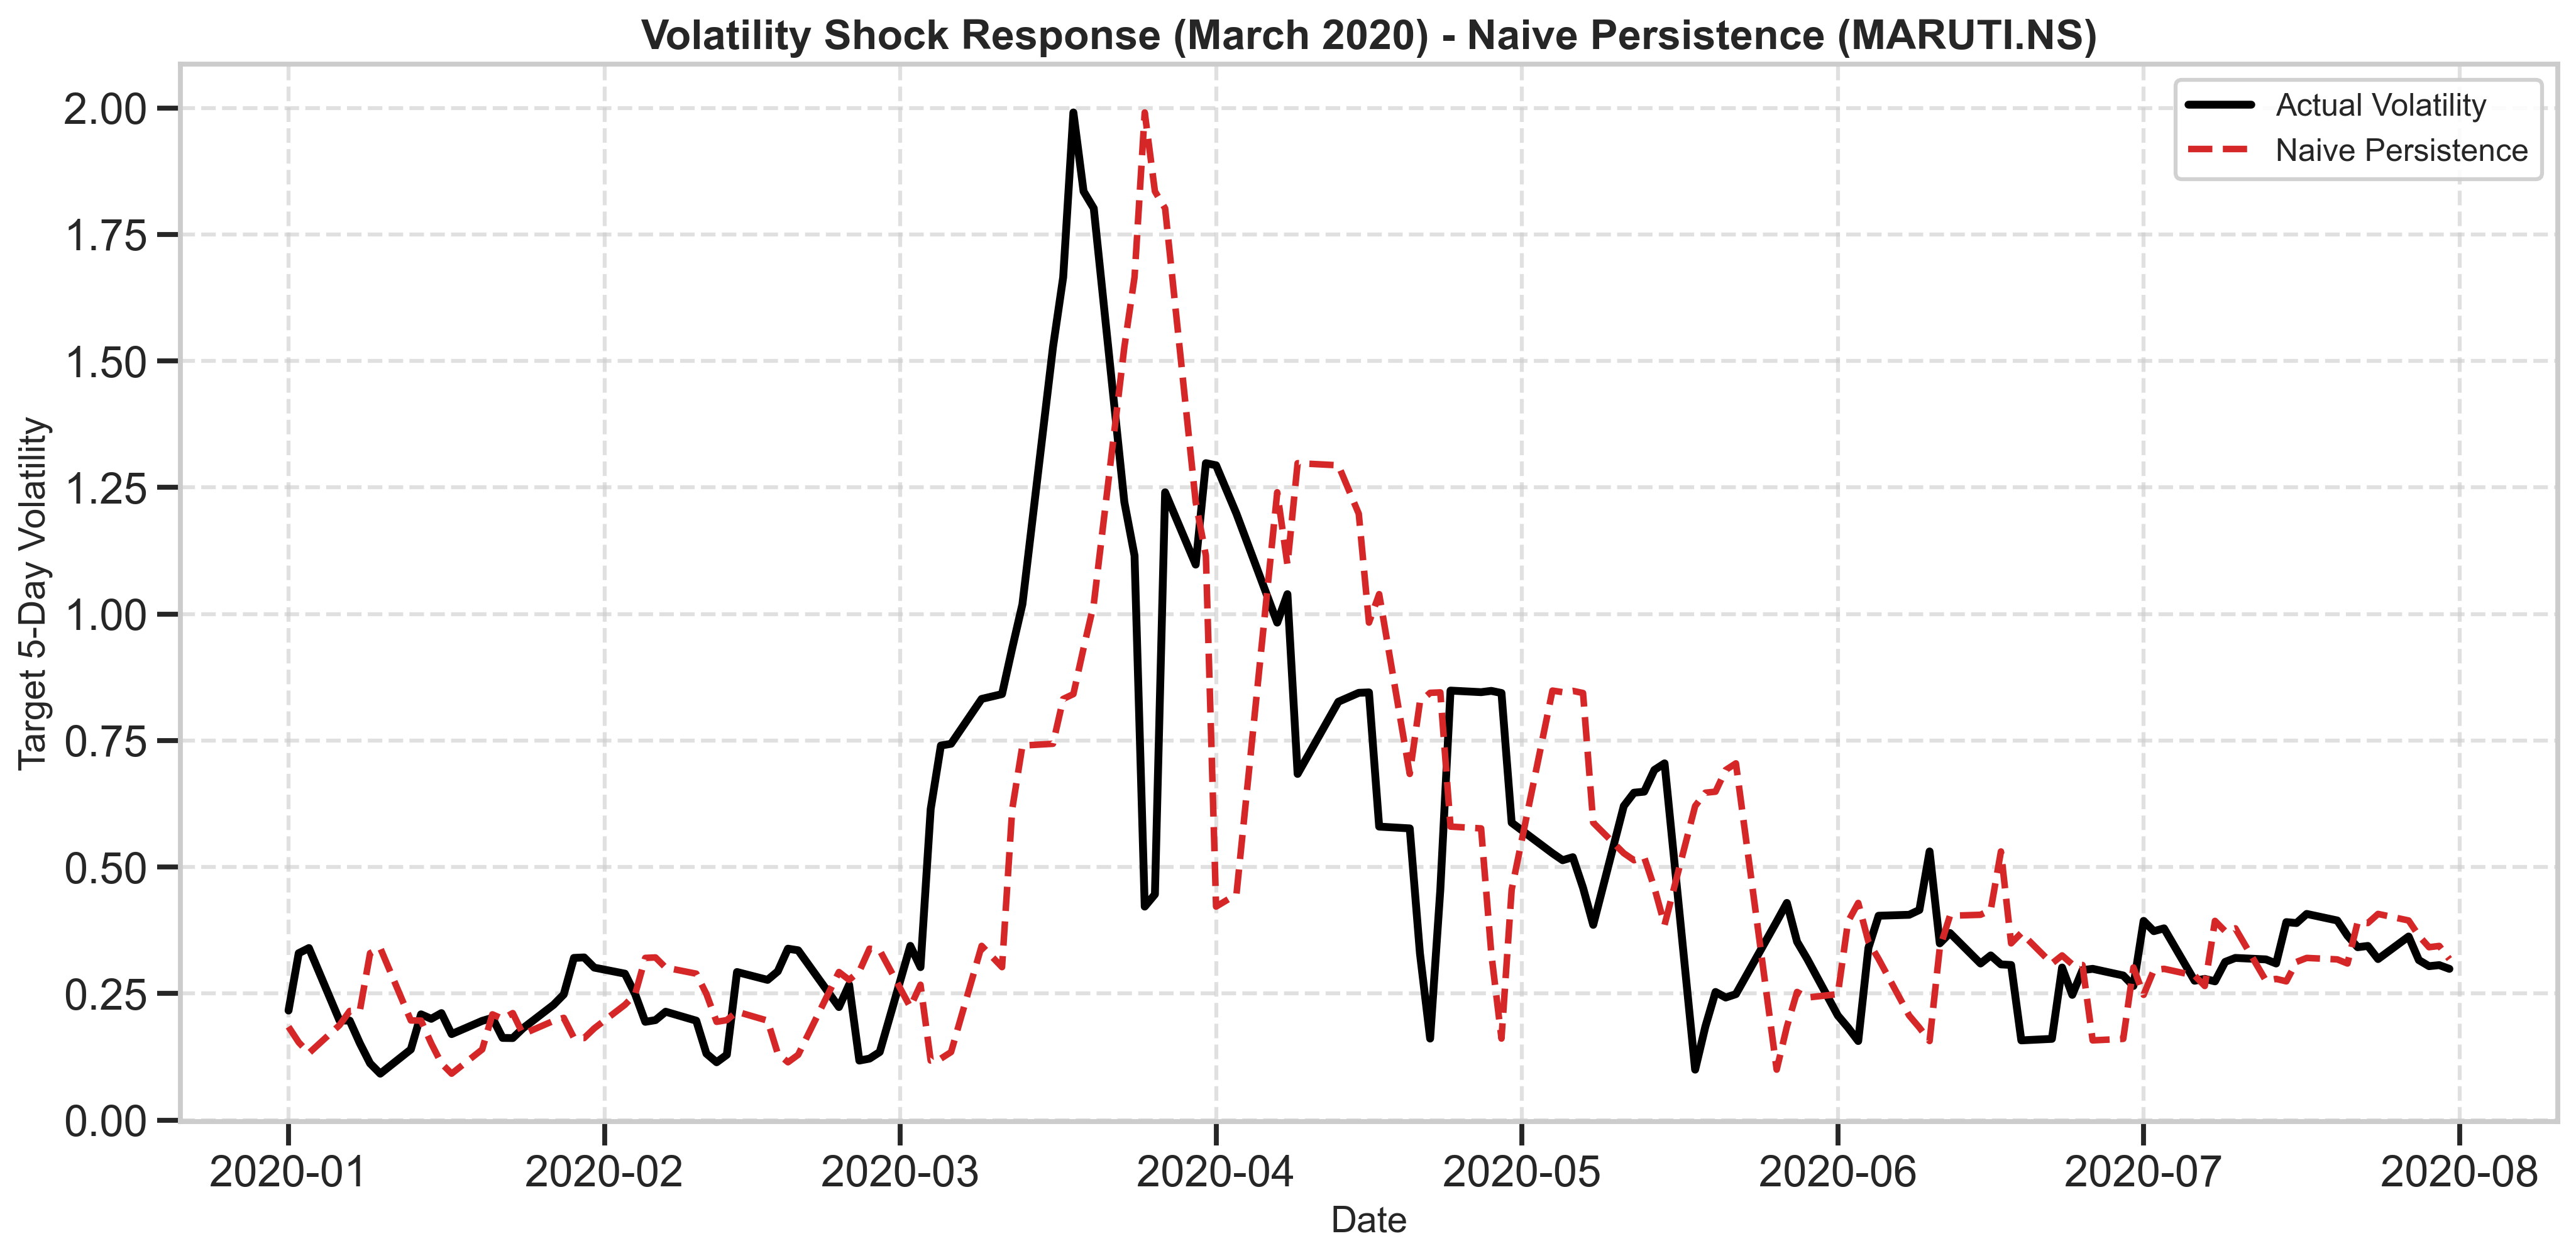 Volatility Shock Response (March 2020) - Naive Persistence (MARUTI.NS)
Actual Volatility
Naive Persistence
Target 5-Day Volatility
2.00
1.75
1.50
1.25
1.00
0.75
0.50
0.25
0.00
2020-01 2020-02 2020-03 2020-04 2020-05 2020-06 2020-07 2020-08
Date